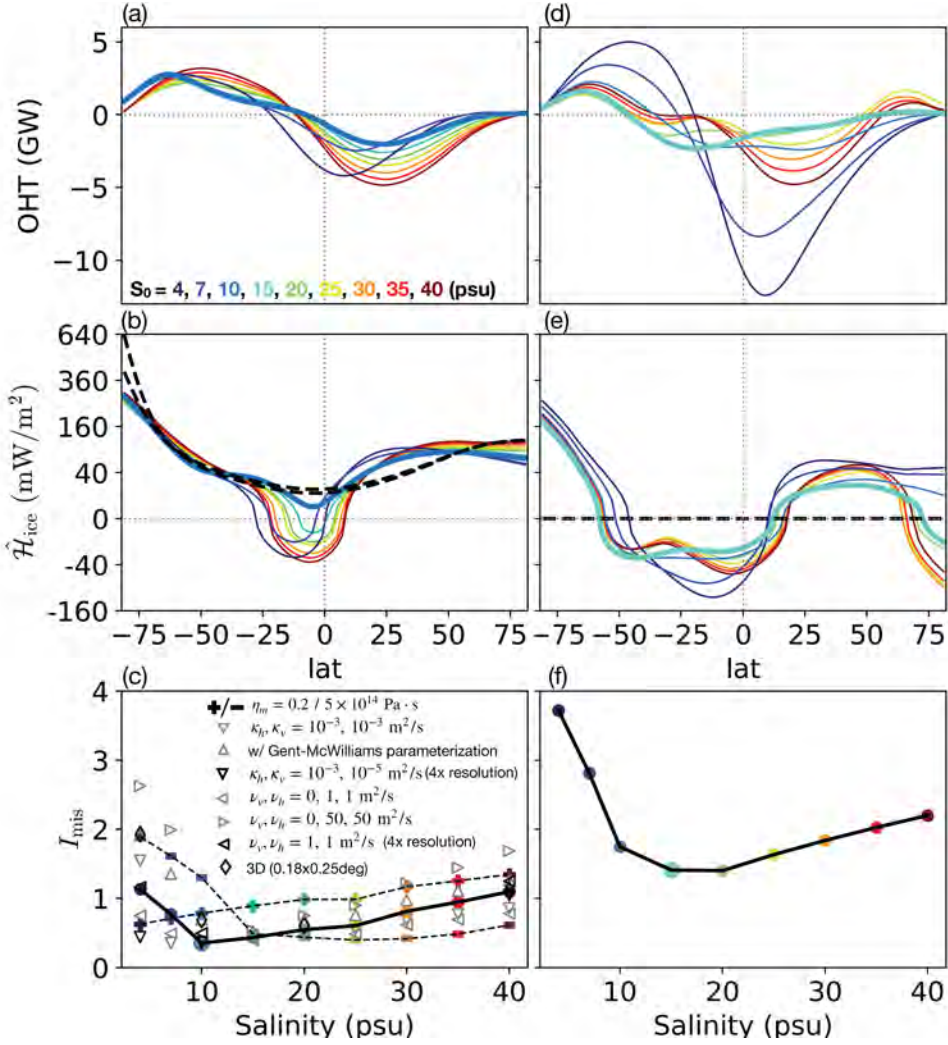 (a)
(d)
5
0
−5
−10
OHT (GW)
S₀ = 4, 7, 10, 15, 20, 25, 30, 35, 40 (psu)
(b)
(e)
640
360
160
40
0
-40
-160
Ĥ_ice (mW/m²)
−75 −50 −25 0 25 50 75
−75 −50 −25 0 25 50 75
lat
lat
(c)
(f)
4
3
2
1
0
I_mis
+/− η_m = 0.2 / 5 × 10¹⁴ Pa · s
κ_h, κ_v = 10⁻³, 10⁻³ m²/s
w/ Gent-McWilliams parameterization
κ_h, κ_v = 10⁻³, 10⁻⁵ m²/s (4x resolution)
ν_v, ν_h = 0, 1, 1 m²/s
ν_v, ν_h = 0, 50, 50 m²/s
ν_v, ν_h = 1, 1 m²/s (4x resolution)
3D (0.18x0.25deg)
10 20 30 40
10 20 30 40
Salinity (psu)
Salinity (psu)